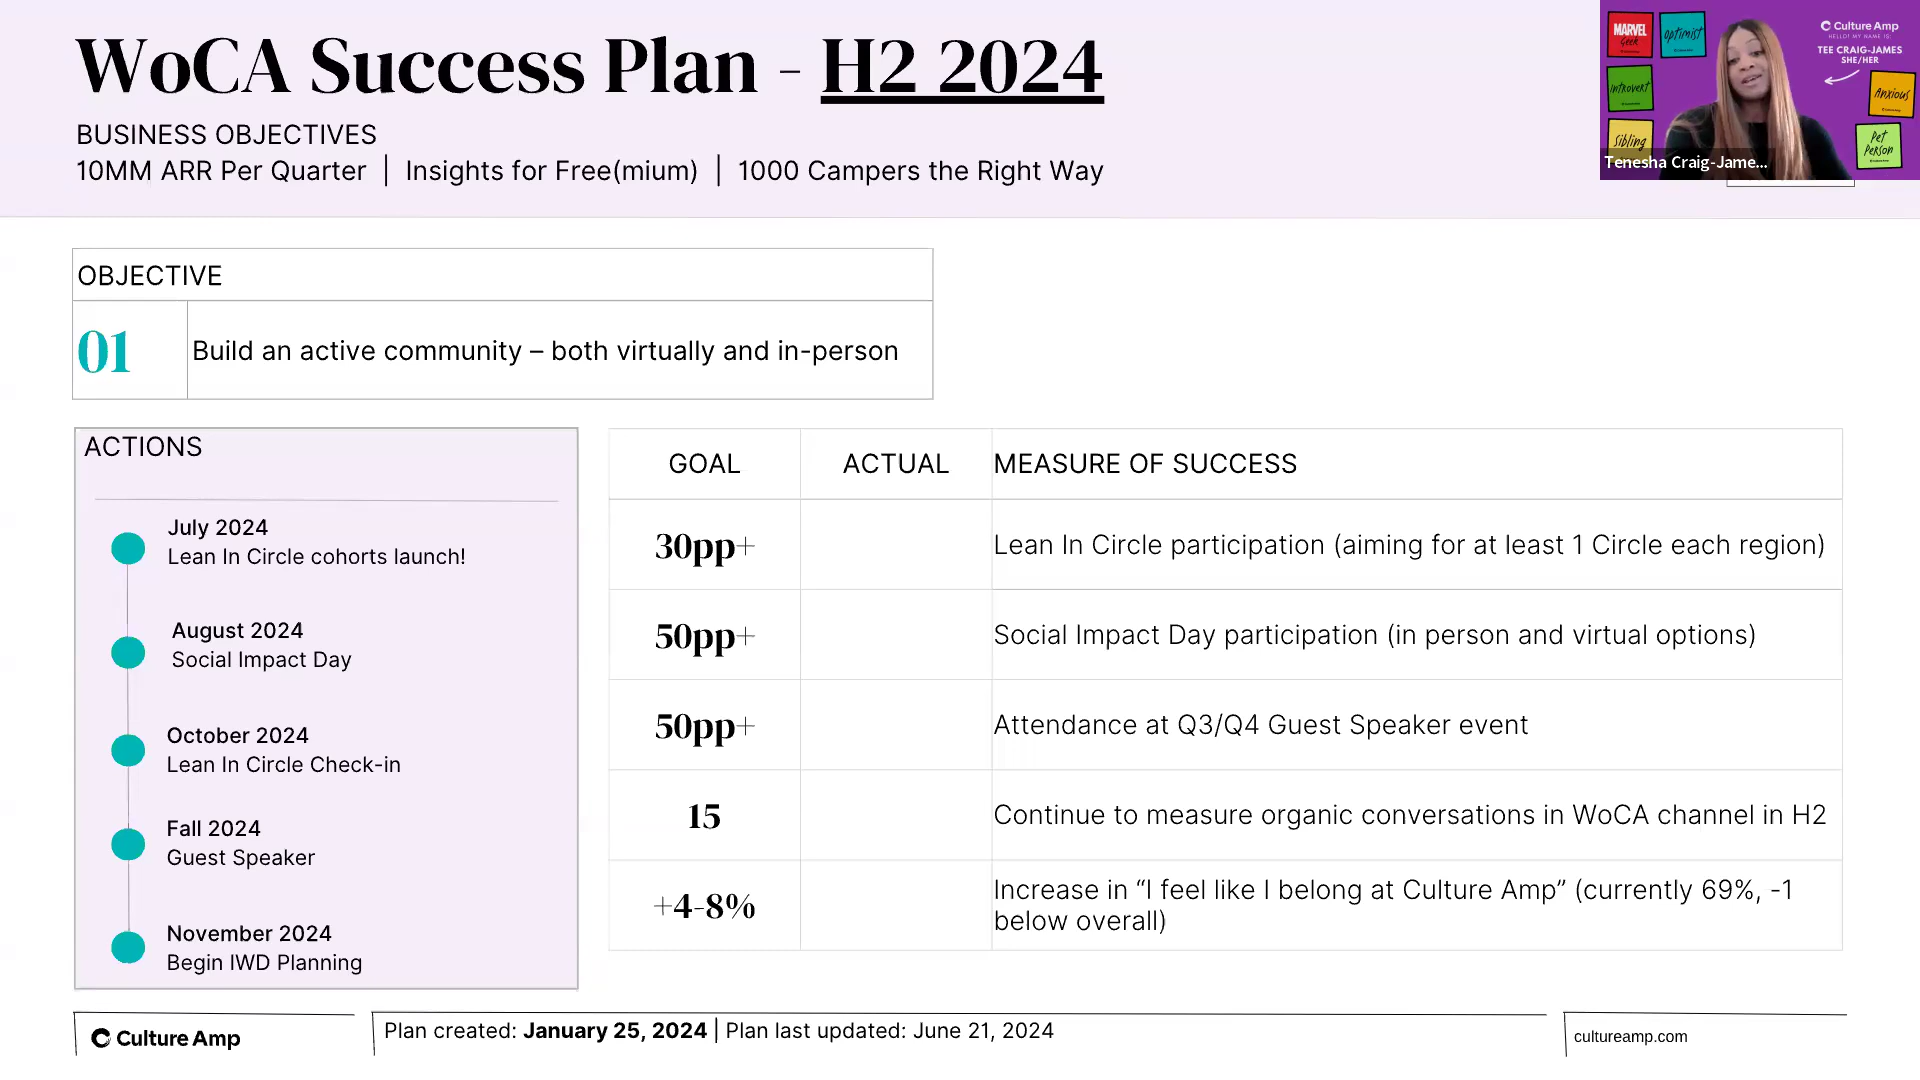 WoCA Success Plan - H2 2024
BUSINESS OBJECTIVES
10MM ARR Per Quarter | Insights for Free(mium) | 1000 Campers the Right Way
MARVEL
Geek
optimist
introvert
Sibling
Culture Amp
HELLO! MY NAME IS:
TEE CRAIG-JAMES
SHE/HER
Anxious
Pet
Person
Tenesha Craig-Jame...
OBJECTIVE
01
Build an active community – both virtually and in-person
ACTIONS
July 2024
Lean In Circle cohorts launch!
August 2024
Social Impact Day
October 2024
Lean In Circle Check-in
Fall 2024
Guest Speaker
November 2024
Begin IWD Planning
GOAL ACTUAL MEASURE OF SUCCESS
30pp+ Lean In Circle participation (aiming for at least 1 Circle each region)
50pp+ Social Impact Day participation (in person and virtual options)
50pp+ Attendance at Q3/Q4 Guest Speaker event
15 Continue to measure organic conversations in WoCA channel in H2
+4-8% Increase in “I feel like I belong at Culture Amp” (currently 69%, -1
below overall)
Culture Amp
Plan created: January 25, 2024 | Plan last updated: June 21, 2024
cultureamp.com